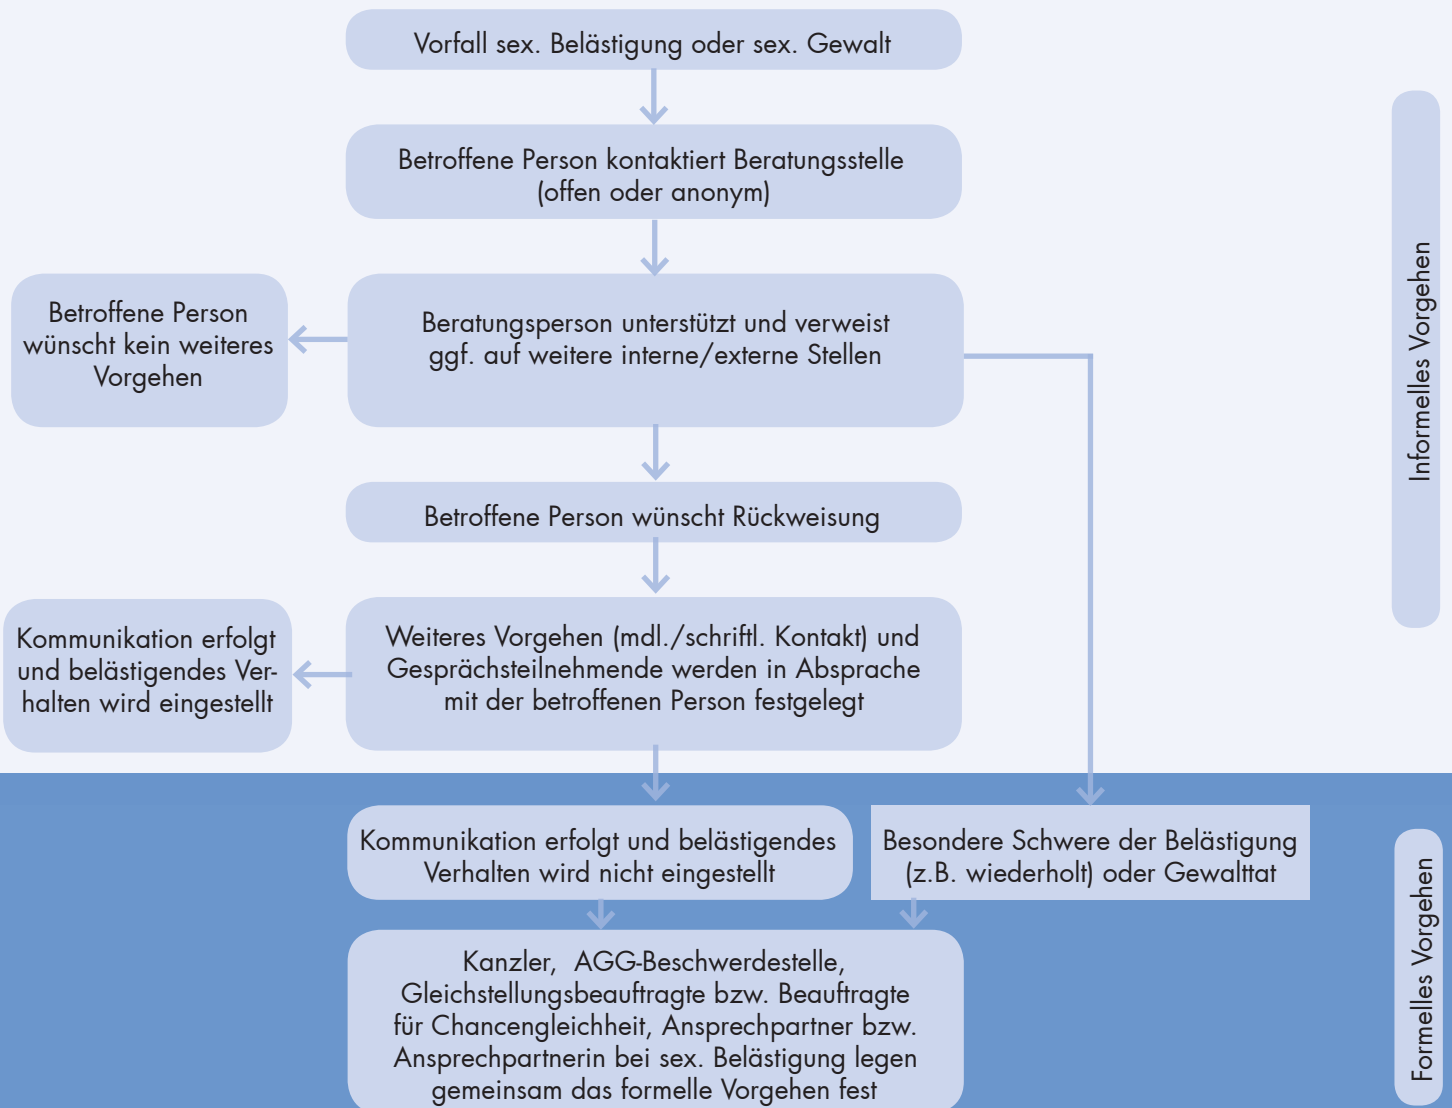 Vorfall sex. Belästigung oder sex. Gewalt
Betroffene Person kontaktiert Beratungsstelle
(offen oder anonym)
Betroffene Person
wünscht kein weiteres
Vorgehen
Beratungsperson unterstützt und verweist
ggf. auf weitere interne/externe Stellen
Informelles Vorgehen
Betroffene Person wünscht Rückweisung
Kommunikation erfolgt
und belästigendes Ver-
halten wird eingestellt
Weiteres Vorgehen (mdl./schriftl. Kontakt) und
Gesprächsteilnehmende werden in Absprache
mit der betroffenen Person festgelegt
Kommunikation erfolgt und belästigendes
Verhalten wird nicht eingestellt
Besondere Schwere der Belästigung
(z.B. wiederholt) oder Gewalttat
Formelles Vorgehen
Kanzler, AGG-Beschwerdestelle,
Gleichstellungsbeauftragte bzw. Beauftragte
für Chancengleichheit, Ansprechpartner bzw.
Ansprechpartnerin bei sex. Belästigung legen
gemeinsam das formelle Vorgehen fest